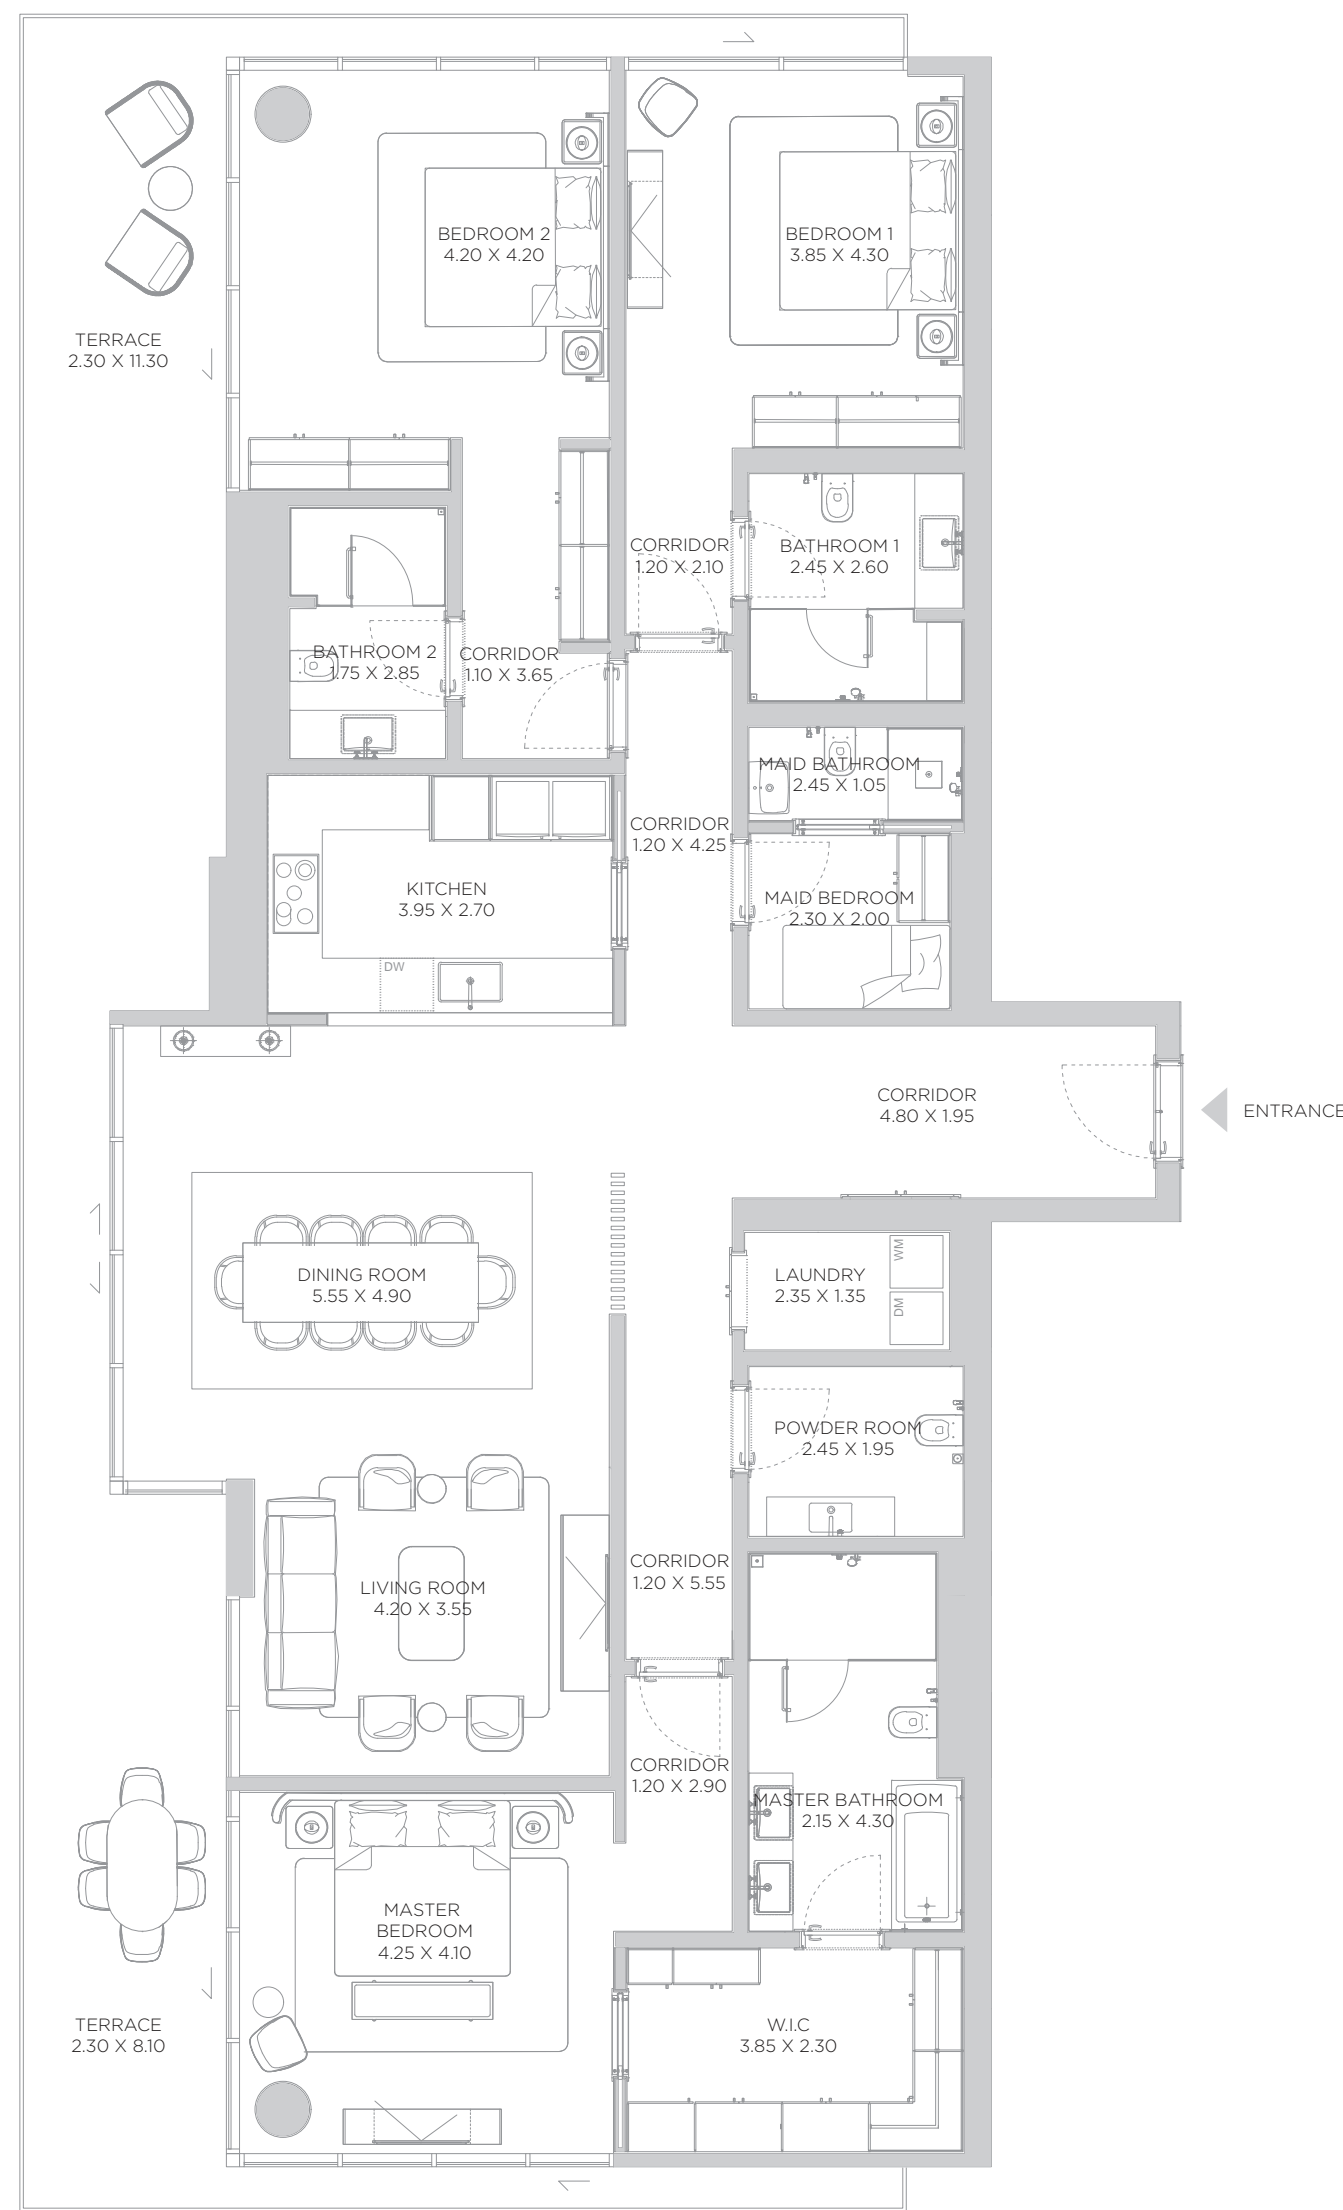 BEDROOM 2
4.20 X 4.20
BEDROOM 1
3.85 X 4.30
TERRACE
2.30 X 11.30
CORRIDOR
1.20 X 2.10
BATHROOM 1
2.45 X 2.60
BATHROOM 2
1.75 X 2.85
CORRIDOR
1.10 X 3.65
MAID BATHROOM
2.45 X 1.05
CORRIDOR
1.20 X 4.25
KITCHEN
3.95 X 2.70
MAID BEDROOM
2.30 X 2.00
DW
CORRIDOR
4.80 X 1.95
ENTRANCE
DINING ROOM
5.55 X 4.90
LAUNDRY
2.35 X 1.35
WM
DM
POWDER ROOM
2.45 X 1.95
CORRIDOR
1.20 X 5.55
LIVING ROOM
4.20 X 3.55
CORRIDOR
1.20 X 2.90
MASTER BATHROOM
2.15 X 4.30
MASTER
BEDROOM
4.25 X 4.10
TERRACE
2.30 X 8.10
W.I.C
3.85 X 2.30